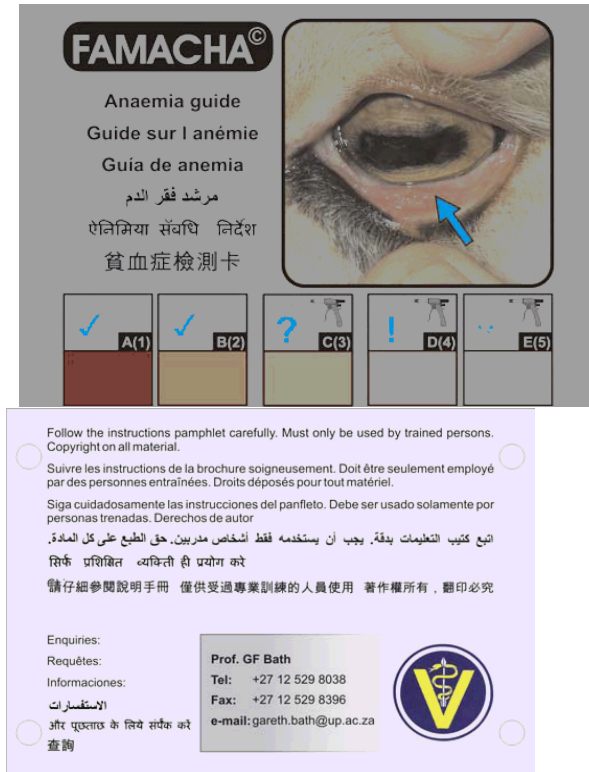 FAMACHA©
Anaemia guide
Guide sur l anémie
Guía de anemia
مرشد فقر الدم
ऐनिमिया सॅवधि निर्देश
貧血症檢測卡
✓ A(1)
✓ B(2)
? C(3)
! D(4)
E(5)
Follow the instructions pamphlet carefully. Must only be used by trained persons.
Copyright on all material.
Suivre les instructions de la brochure soigneusement. Doit être seulement employé
par des personnes entraînées. Droits déposés pour tout matériel.
Siga cuidadosamente las instrucciones del panfleto. Debe ser usado solamente por
personas trenadas. Derechos de autor
اتبع كتيب التعليمات بدقة. يجب أن يستخدمه فقط أشخاص مدربين. حق الطبع على كل المادة.
सिर्फ प्रशिक्षित व्यक्ति ही प्रयोग करे
請仔細參閱說明手冊 僅供受過專業訓練的人員使用 著作權所有，翻印必究
Enquiries:
Requêtes:
Informaciones:
الاستفسارات
और पूछताछ के लिये संर्पैक करें
查詢
Prof. GF Bath
Tel: +27 12 529 8038
Fax: +27 12 529 8396
e-mail: gareth.bath@up.ac.za
V